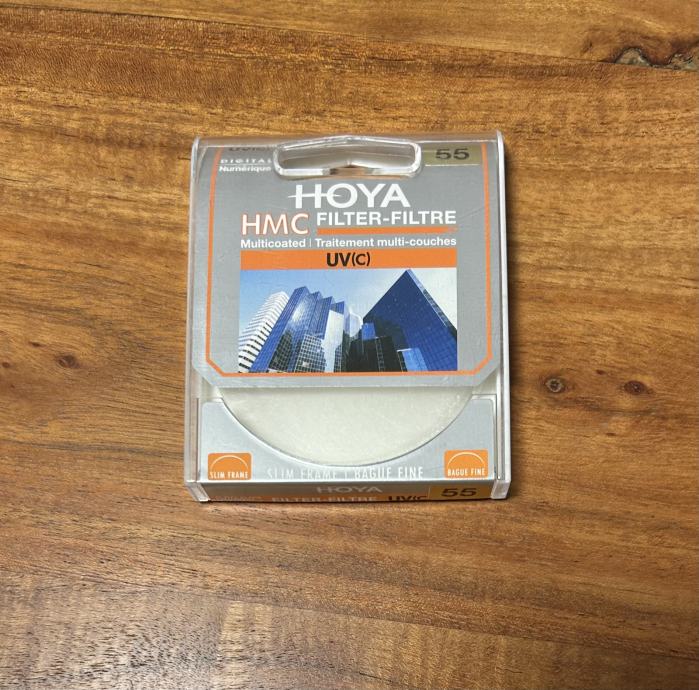 55
DIGITAL
Numérique
HOYA
HMC FILTER-FILTRE
Multicoated | Traitement multi-couches
UV(C)
SLIM FRAME
SLIM FRAME | BAGUE FINE
BAGUE FINE
HOYA
FILTER-FILTRE UV(C) 55